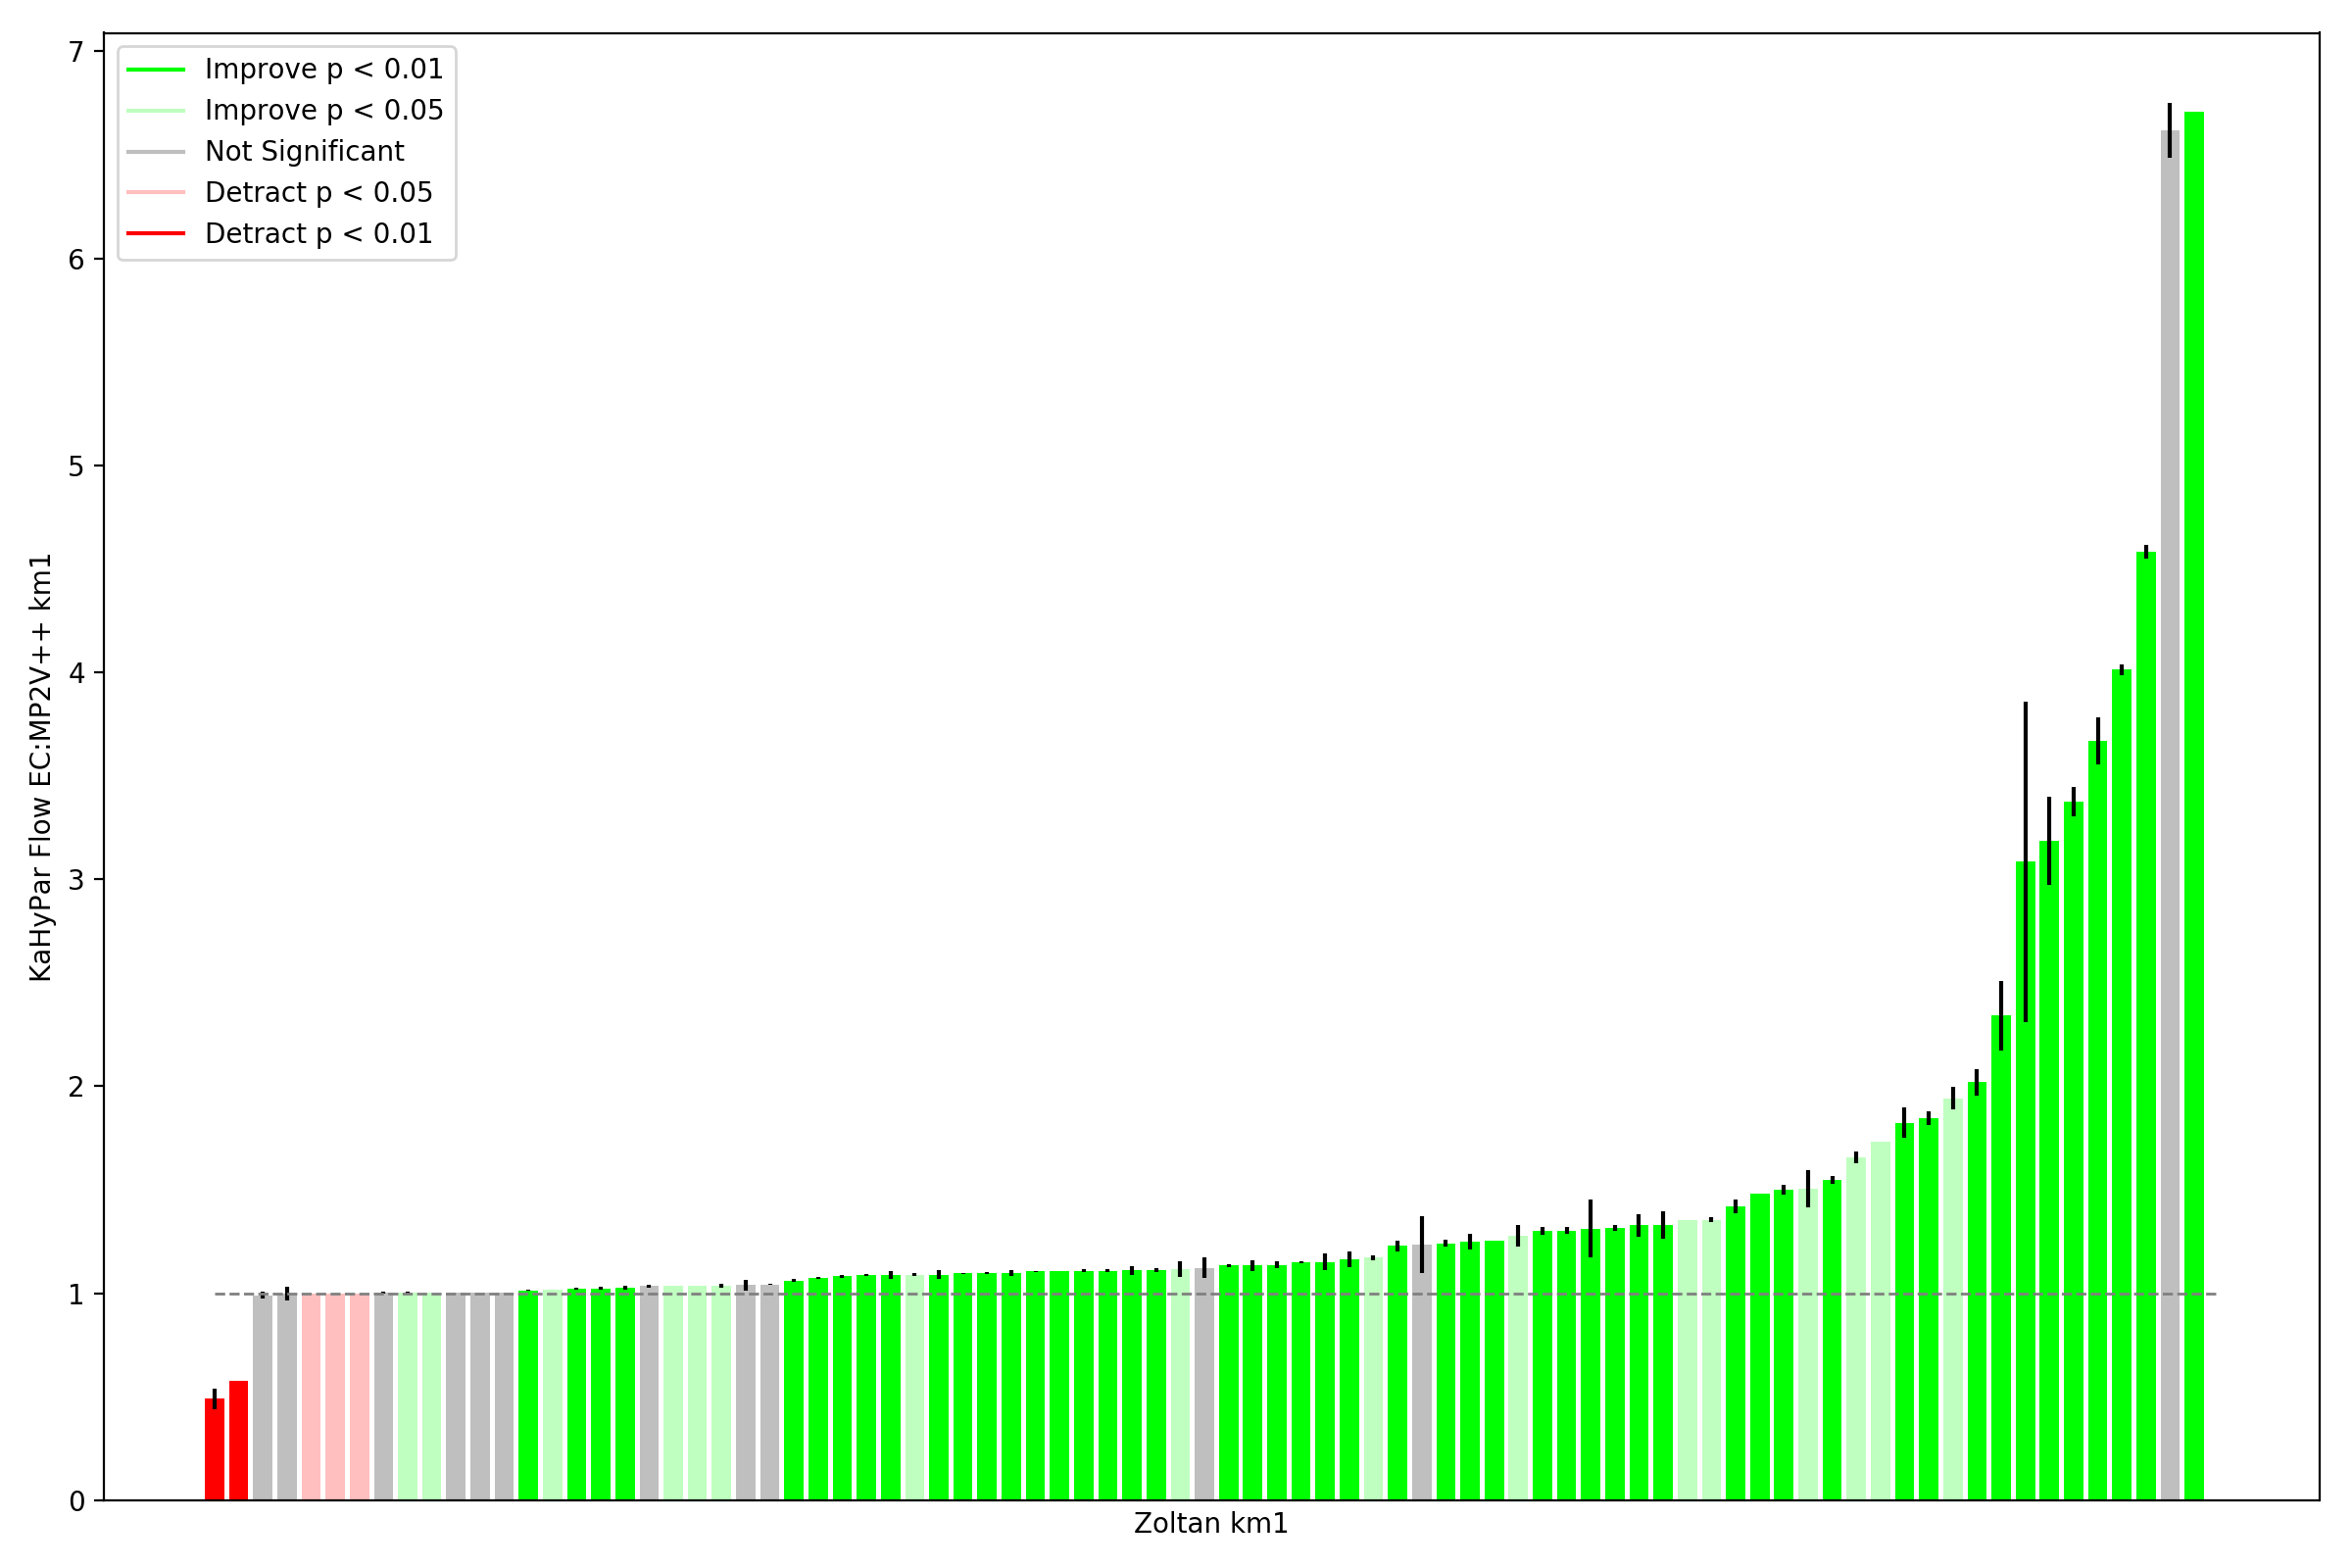 7
6
5
4
3
2
1
0
Improve p < 0.01
Improve p < 0.05
Not Significant
Detract p < 0.05
Detract p < 0.01
KaHyPar Flow EC:MP2V++ km1
Zoltan km1